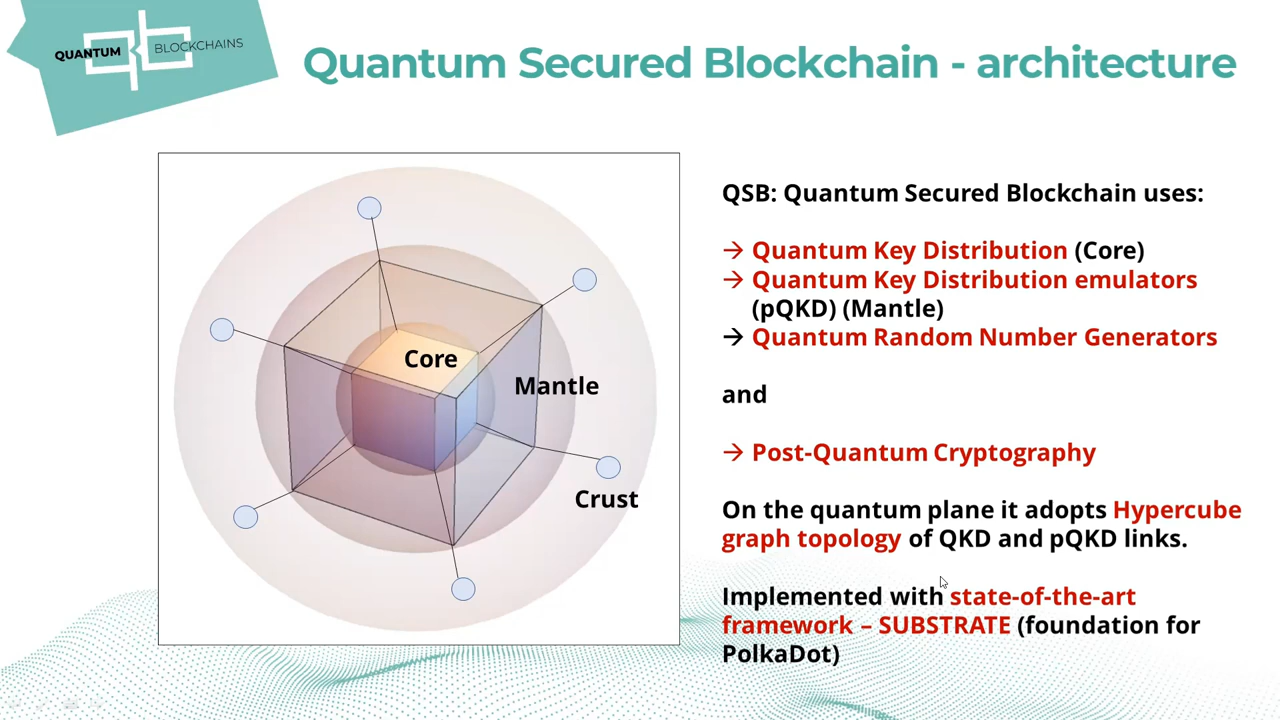 QUANTUM
BLOCKCHAINS
Quantum Secured Blockchain - architecture
Core
Mantle
Crust
QSB: Quantum Secured Blockchain uses:
→ Quantum Key Distribution (Core)
→ Quantum Key Distribution emulators
(pQKD) (Mantle)
→ Quantum Random Number Generators
and
→ Post-Quantum Cryptography
On the quantum plane it adopts Hypercube
graph topology of QKD and pQKD links.
Implemented with state-of-the-art
framework – SUBSTRATE (foundation for
PolkaDot)